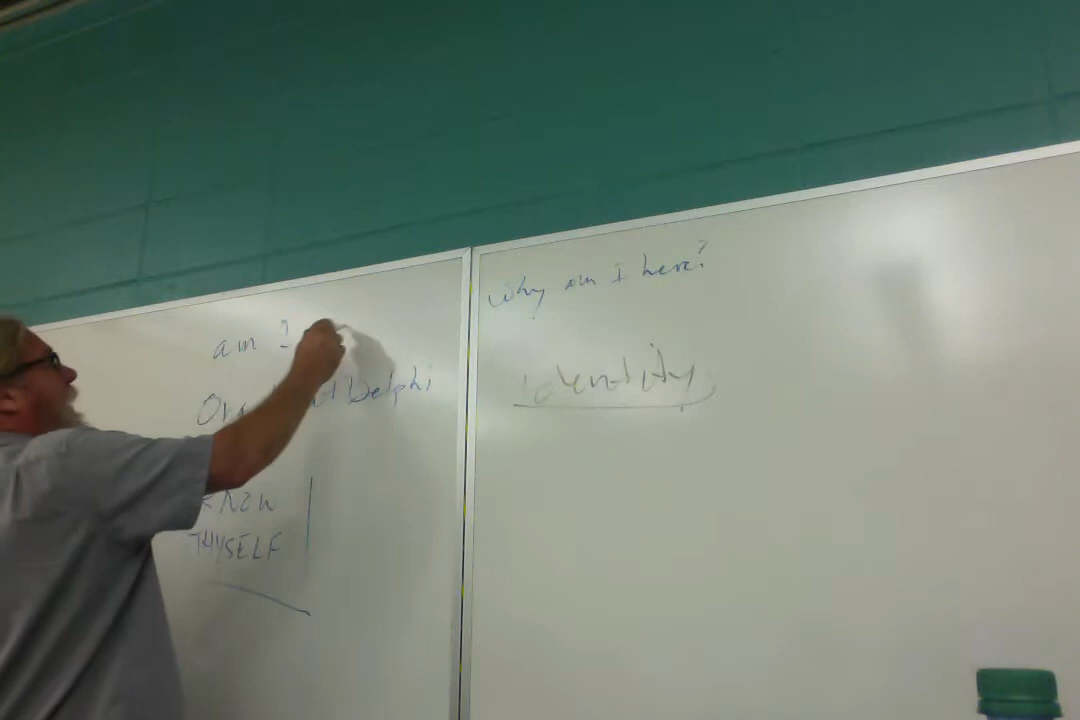 am I
Delphi
KNOW
THYSELF
Why am I here?
Identity